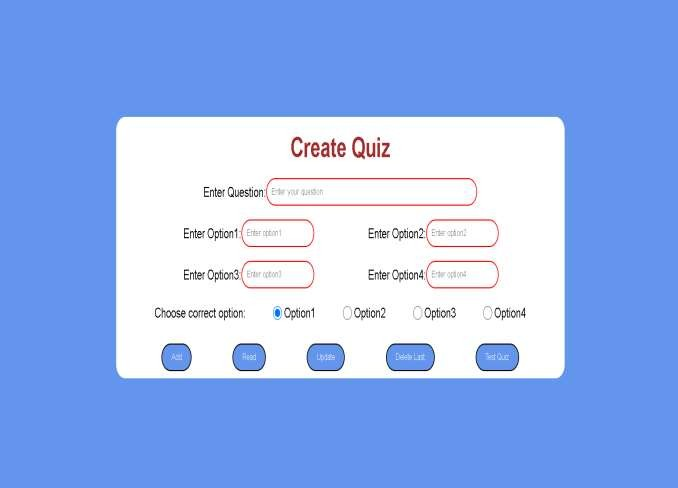 Create Quiz
Enter Question: Enter your question
Enter Option1: Enter option1 Enter Option2: Enter option2
Enter Option3: Enter option3 Enter Option4: Enter option4
Choose correct option: Option1 Option2 Option3 Option4
Add Read Update Delete Last Test Quiz